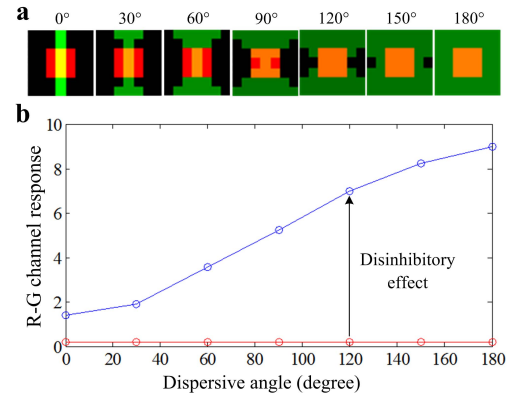 a
0° 30° 60° 90° 120° 150° 180°
b
10
8
6
4
2
0
R-G channel response
Disinhibitory
effect
0 20 40 60 80 100 120 140 160 180
Dispersive angle (degree)